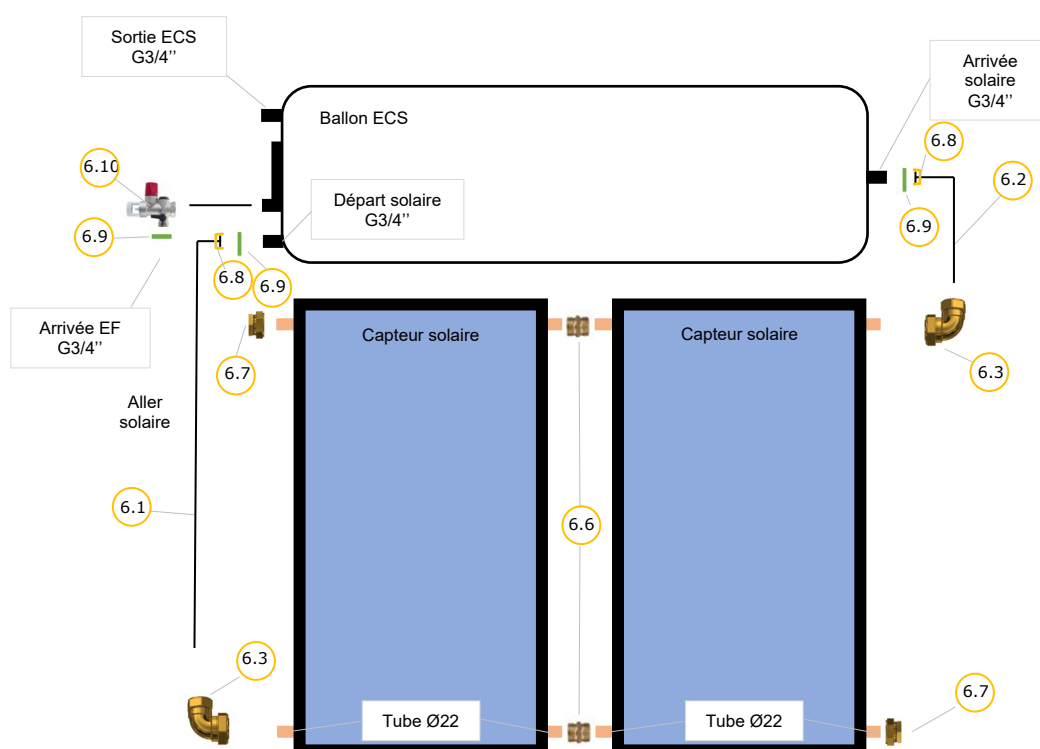 Sortie ECS
G3/4’’
Arrivée
solaire
G3/4’’
Ballon ECS
6.8
6.10
6.2
Départ solaire
G3/4’’
6.9
6.9
6.8
6.9
Arrivée EF
G3/4’’
Capteur solaire
Capteur solaire
6.7
6.3
Aller
solaire
6.1
6.6
6.3
6.7
Tube Ø22
Tube Ø22